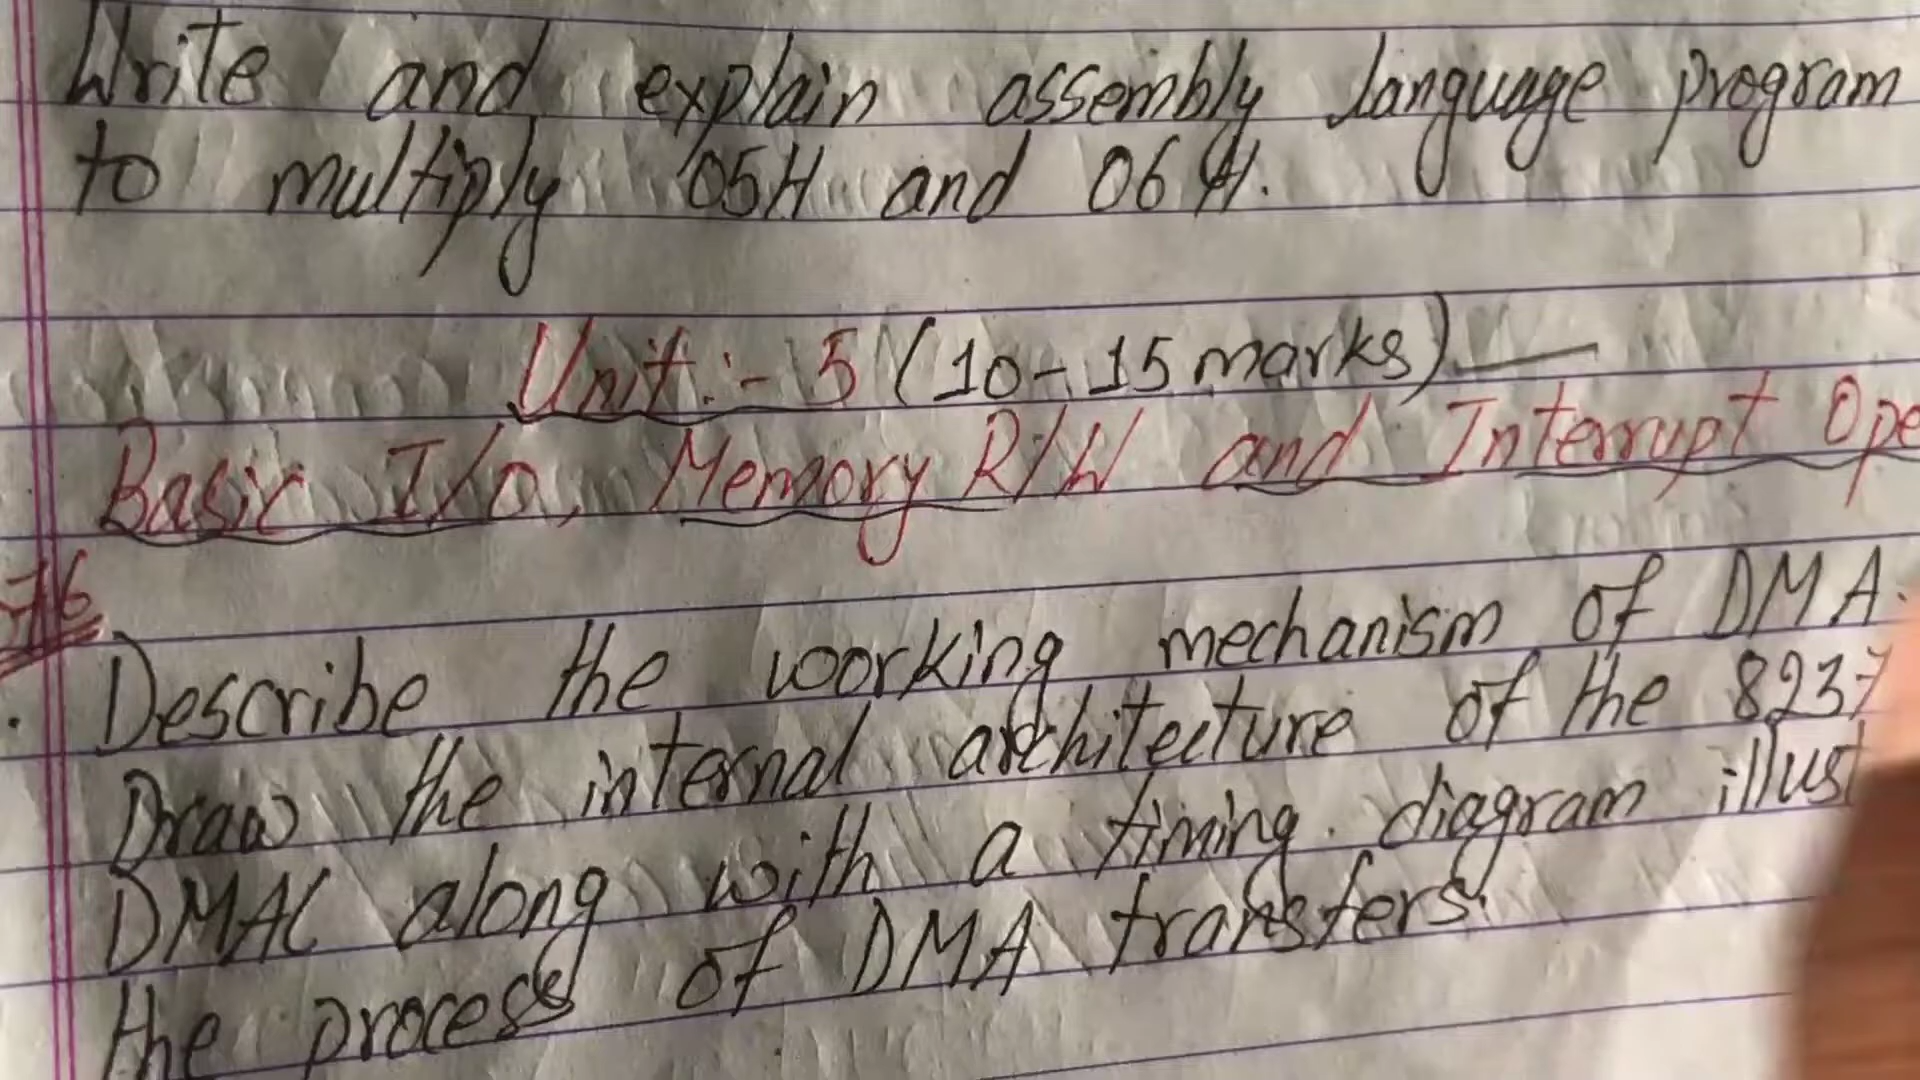 Write and explain assembly language program
to multiply 05H and 06H.
Unit :- 5 (10-15 marks)
Basic I/O, Memory R/W and Interrupt Ope
Describe the working mechanism of DMA.
Draw the internal architecture of the 8237
DMAC along with a timing diagram illust
the process of DMA transfers.